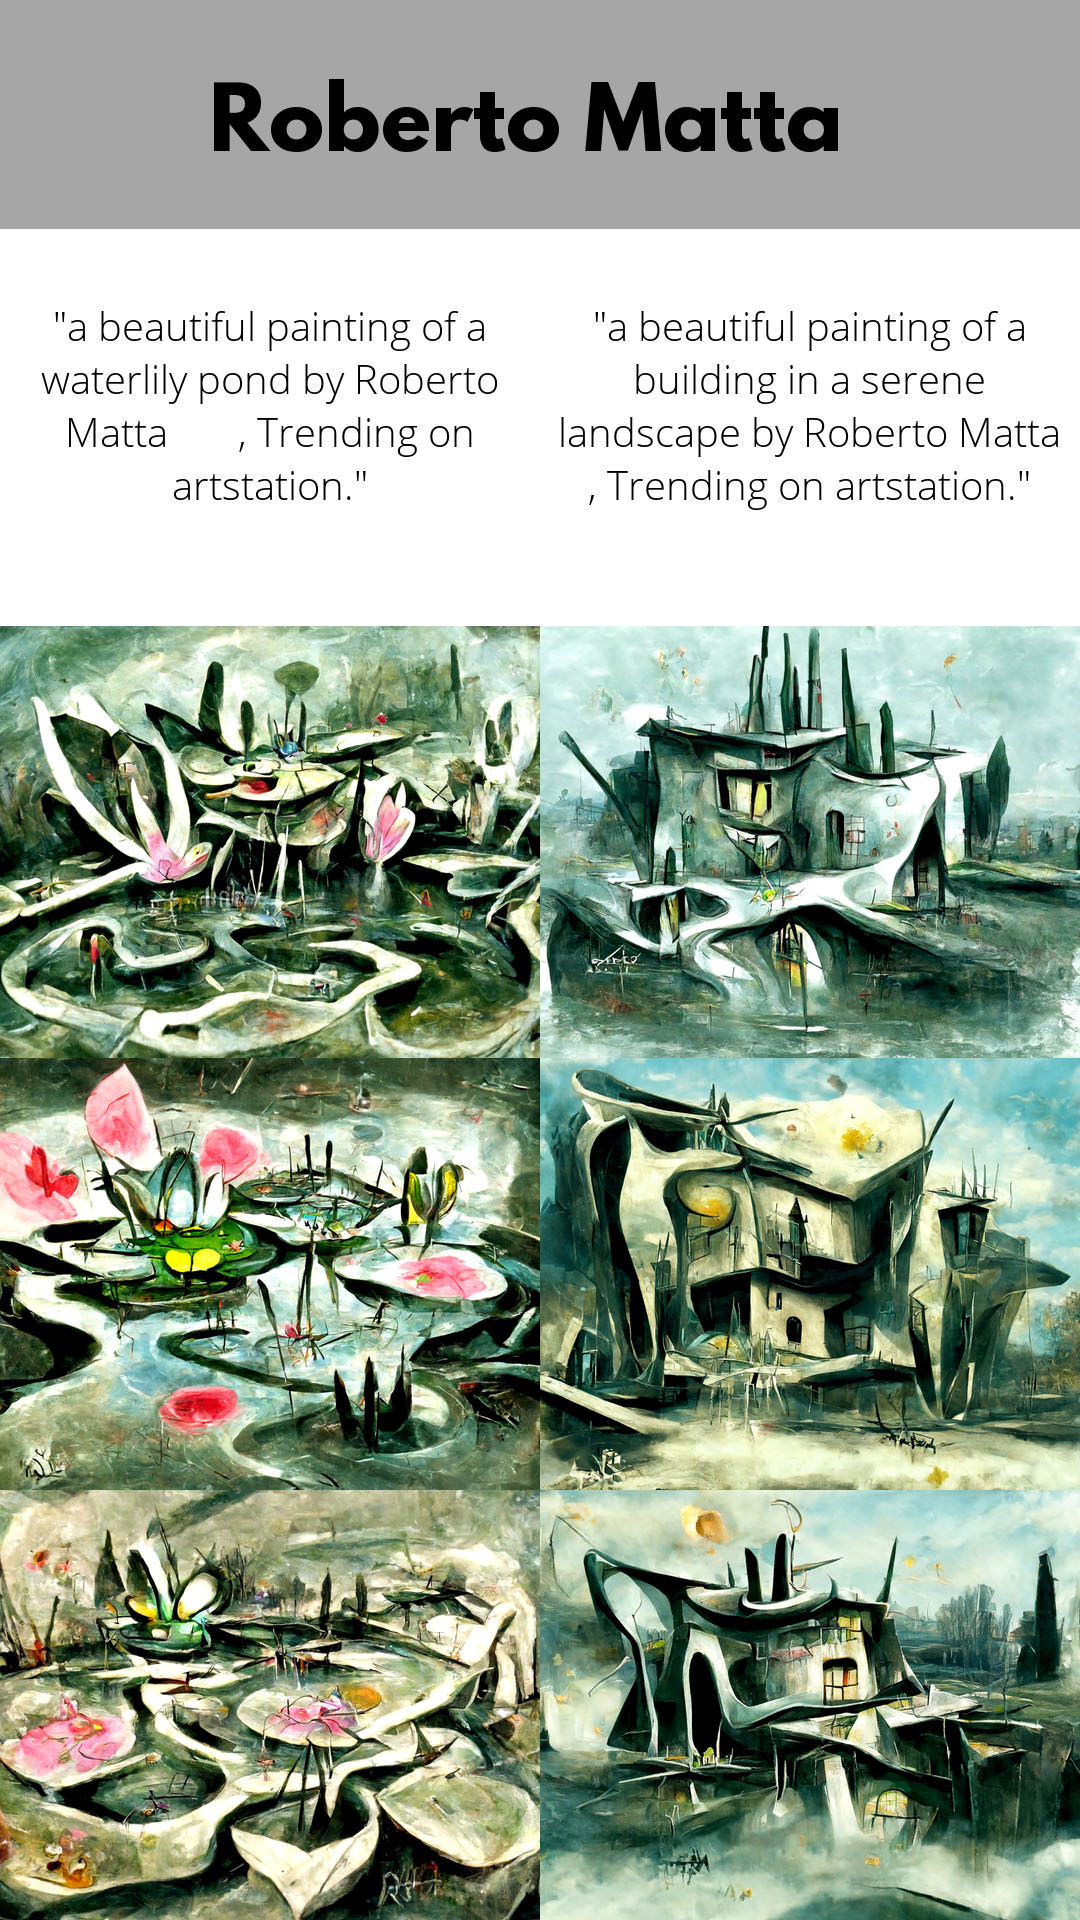 Roberto Matta
"a beautiful painting of a
waterlily pond by Roberto
Matta , Trending on
artstation."
"a beautiful painting of a
building in a serene
landscape by Roberto Matta
, Trending on artstation."